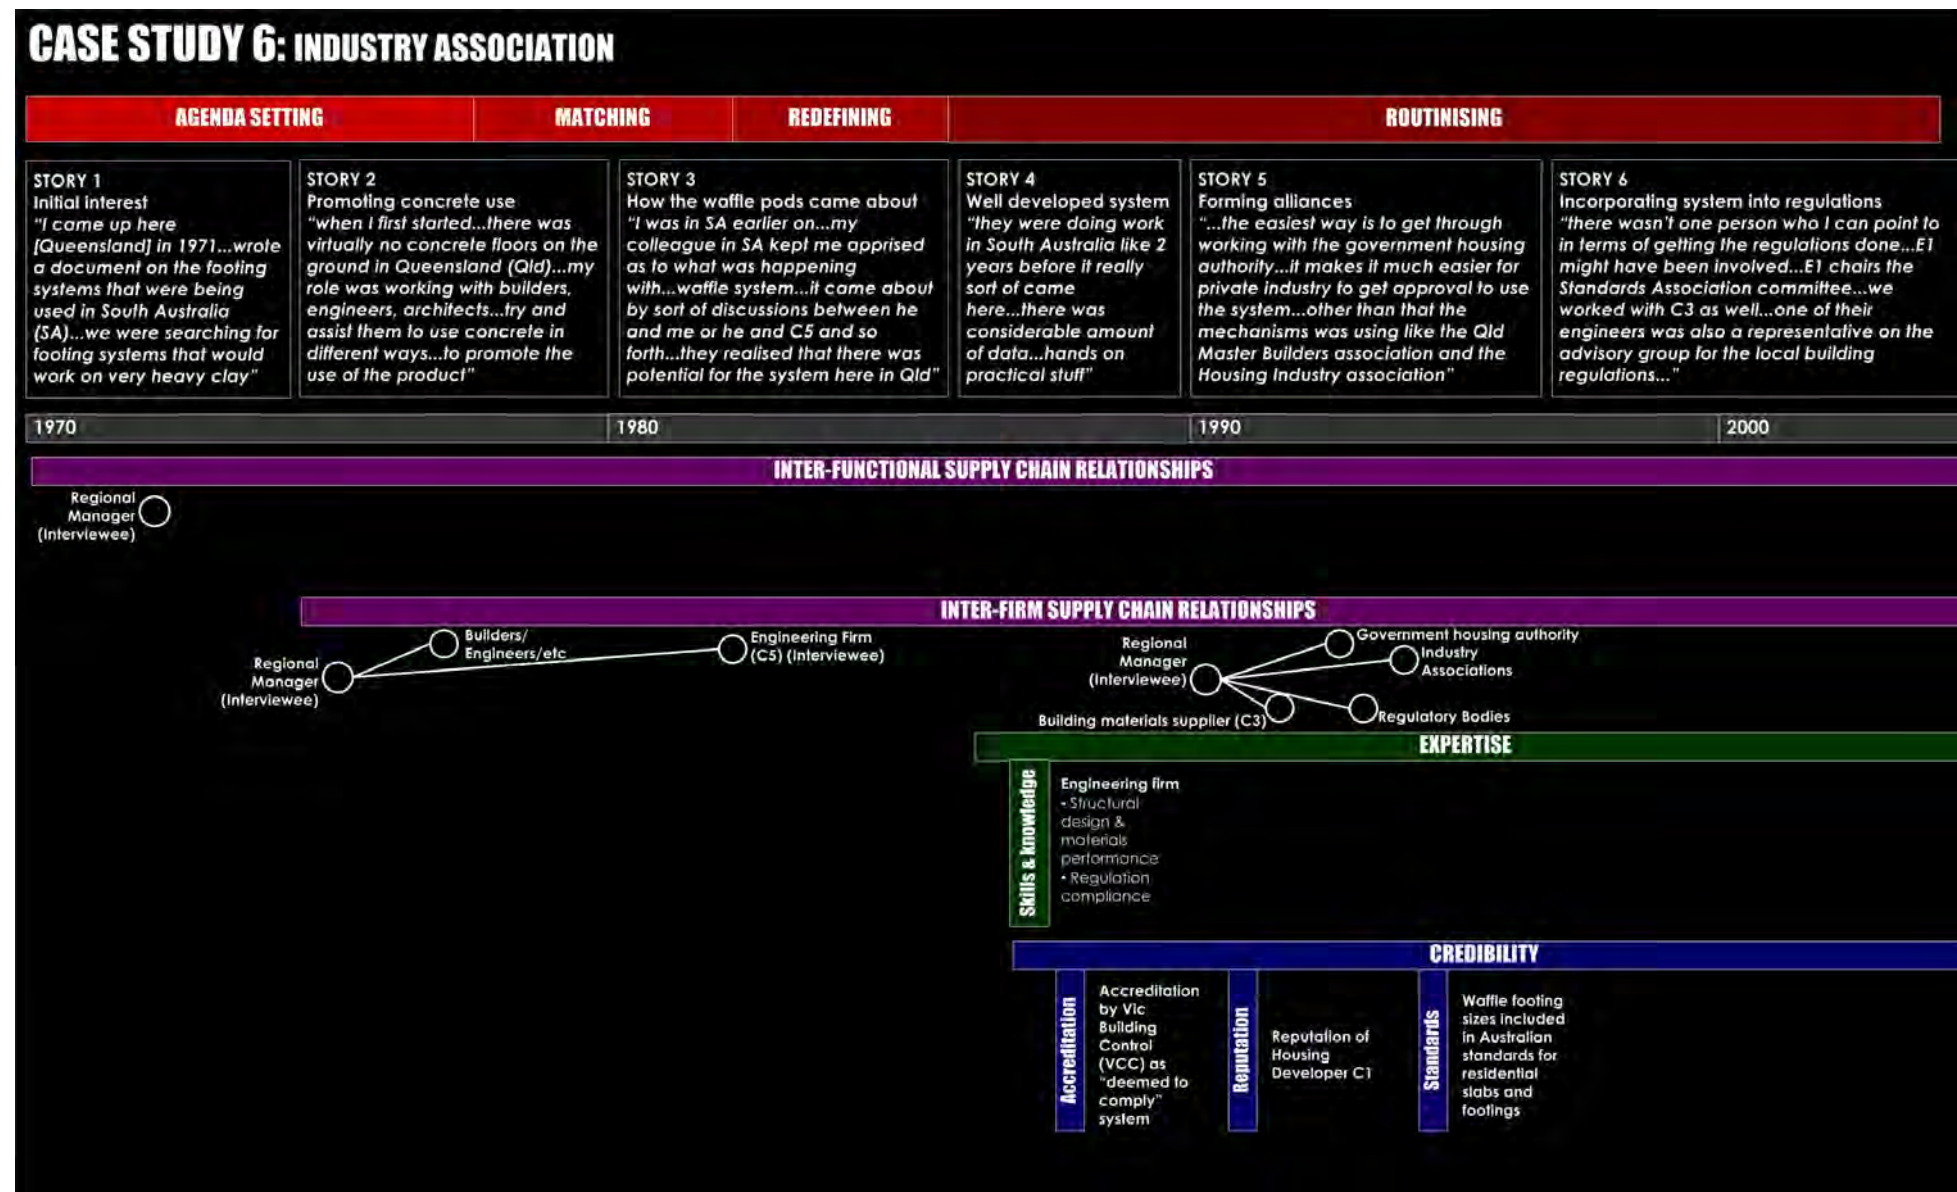 CASE STUDY 6: INDUSTRY ASSOCIATION
AGENDA SETTING
MATCHING
REDEFINING
ROUTINISING
STORY 1
Initial interest
"I came up here
[Queensland] in 1971...wrote
a document on the footing
systems that were being
used in South Australia
(SA)...we were searching for
footing systems that would
work on very heavy clay"
STORY 2
Promoting concrete use
"when I first started...there was
virtually no concrete floors on the
ground in Queensland (Qld)...my
role was working with builders,
engineers, architects...try and
assist them to use concrete in
different ways...to promote the
use of the product"
STORY 3
How the waffle pods came about
"I was in SA earlier on...my
colleague in SA kept me apprised
as to what was happening
with...waffle system...it came about
by sort of discussions between he
and me or he and C5 and so
forth...they realised that there was
potential for the system here in Qld"
STORY 4
Well developed system
"they were doing work
in South Australia like 2
years before it really
sort of came
here...there was
considerable amount
of data...hands on
practical stuff"
STORY 5
Forming alliances
"...the easiest way is to get through
working with the government housing
authority...it makes it much easier for
private industry to get approval to use
the system...other than that the
mechanisms was using like the Qld
Master Builders association and the
Housing Industry association"
STORY 6
Incorporating system into regulations
"there wasn't one person who I can point to
in terms of getting the regulations done...E1
might have been involved...E1 chairs the
Standards Association committee...we
worked with C3 as well...one of their
engineers was also a representative on the
advisory group for the local building
regulations..."
1970
1980
1990
2000
INTER-FUNCTIONAL SUPPLY CHAIN RELATIONSHIPS
Regional
Manager
(Interviewee)
INTER-FIRM SUPPLY CHAIN RELATIONSHIPS
Regional
Manager
(Interviewee)
Builders/
Engineers/etc
Engineering Firm
(C5) (Interviewee)
Regional
Manager
(Interviewee)
Government housing authority
Industry
Associations
Building materials supplier (C3)
Regulatory Bodies
EXPERTISE
Skills & knowledge
Engineering firm
• Structural
design &
materials
performance
• Regulation
compliance
CREDIBILITY
Accreditation
Accreditation
by Vic
Building
Control
(VCC) as
"deemed to
comply"
system
Reputation
Reputation of
Housing
Developer C1
Standards
Waffle footing
sizes included
in Australian
standards for
residential
slabs and
footings